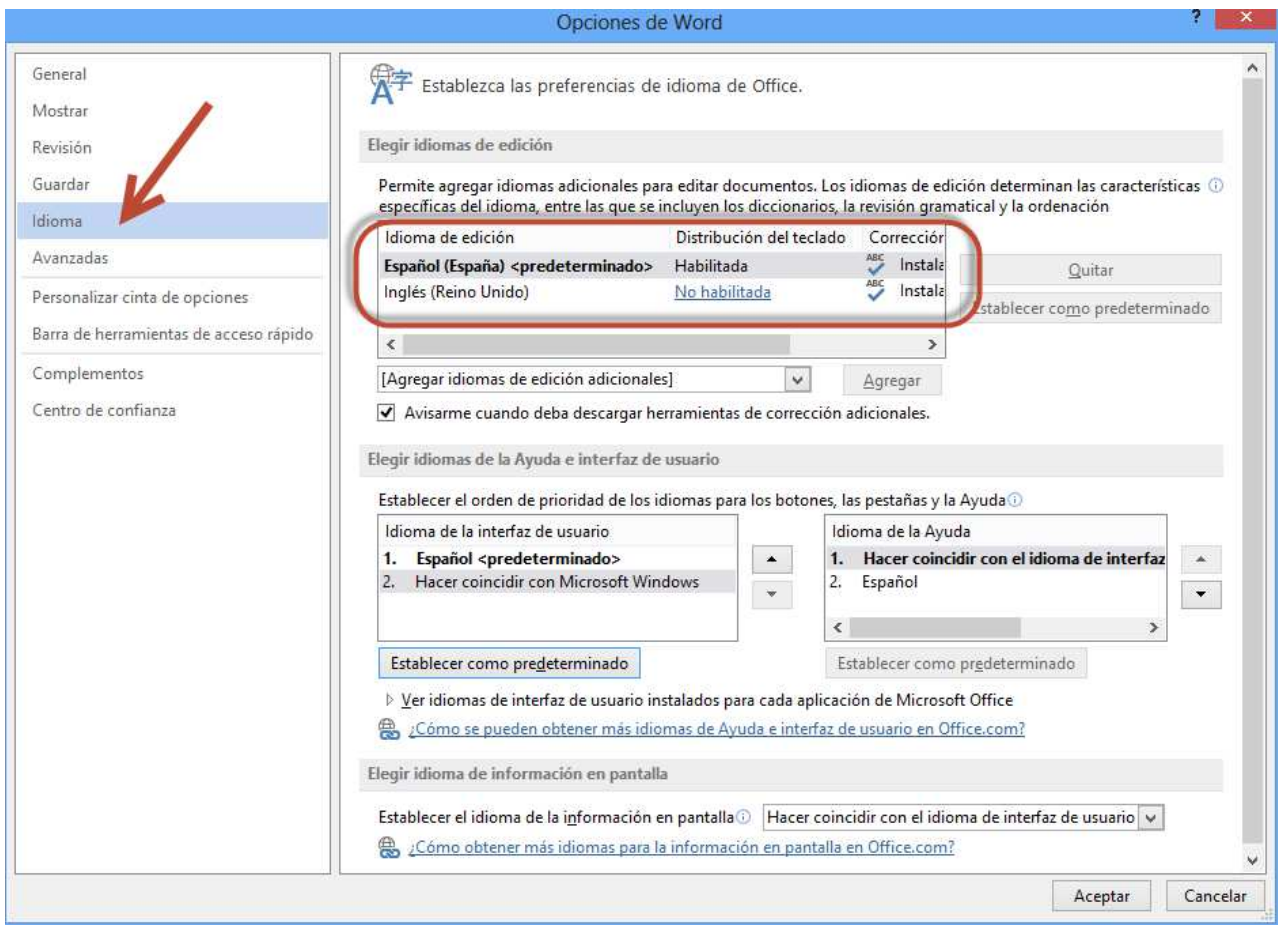 Opciones de Word
?
General
Mostrar
Revisión
Guardar
Idioma
Avanzadas
Personalizar cinta de opciones
Barra de herramientas de acceso rápido
Complementos
Centro de confianza
Establezca las preferencias de idioma de Office.
Elegir idiomas de edición
Permite agregar idiomas adicionales para editar documentos. Los idiomas de edición determinan las características
específicas del idioma, entre las que se incluyen los diccionarios, la revisión gramatical y la ordenación
Idioma de edición Distribución del teclado Corrección
Español (España) <predeterminado> Habilitada ABC Instala
Inglés (Reino Unido) No habilitada ABC Instala
Quitar
Establecer como predeterminado
[Agregar idiomas de edición adicionales] Agregar
Avisarme cuando deba descargar herramientas de corrección adicionales.
Elegir idiomas de la Ayuda e interfaz de usuario
Establecer el orden de prioridad de los idiomas para los botones, las pestañas y la Ayuda
Idioma de la interfaz de usuario
1. Español <predeterminado>
2. Hacer coincidir con Microsoft Windows
Establecer como predeterminado
Idioma de la Ayuda
1. Hacer coincidir con el idioma de interfaz
2. Español
Establecer como predeterminado
Ver idiomas de interfaz de usuario instalados para cada aplicación de Microsoft Office
¿Cómo se pueden obtener más idiomas de Ayuda e interfaz de usuario en Office.com?
Elegir idioma de información en pantalla
Establecer el idioma de la información en pantalla Hacer coincidir con el idioma de interfaz de usuario
¿Cómo obtener más idiomas para la información en pantalla en Office.com?
Aceptar Cancelar